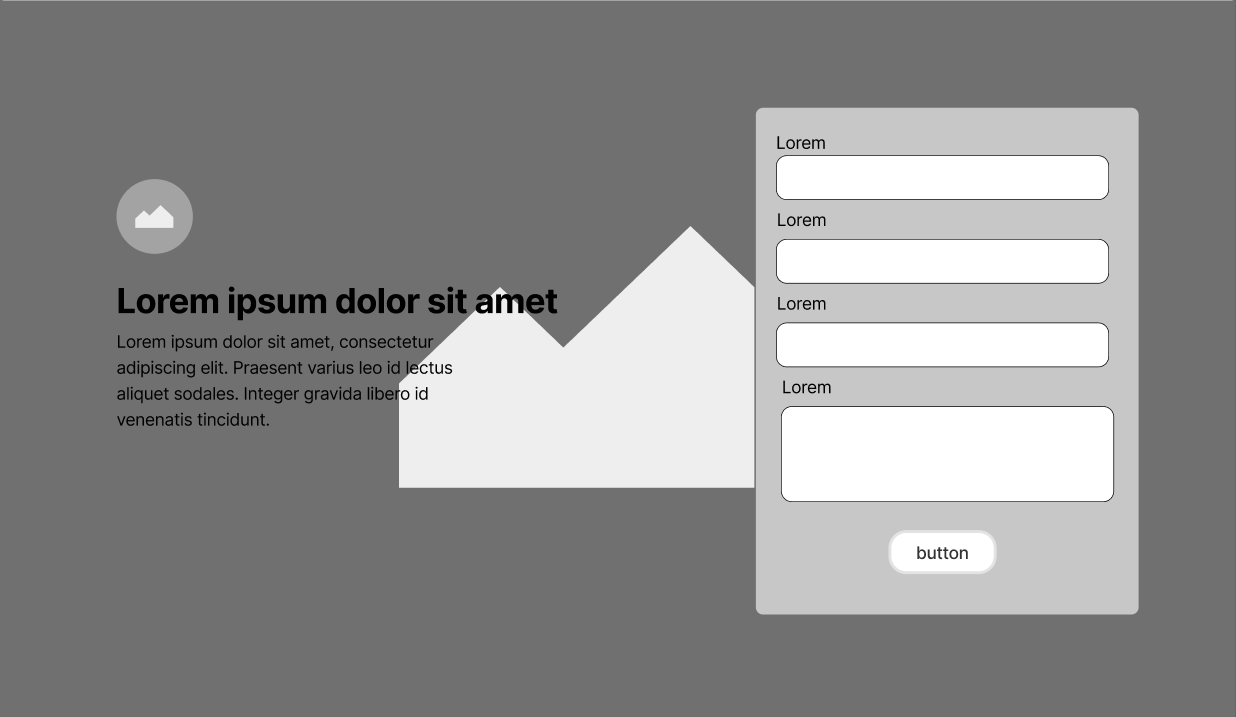 Lorem ipsum dolor sit amet
Lorem ipsum dolor sit amet, consectetur
adipiscing elit. Praesent varius leo id lectus
aliquet sodales. Integer gravida libero id
venenatis tincidunt.
Lorem
Lorem
Lorem
Lorem
button